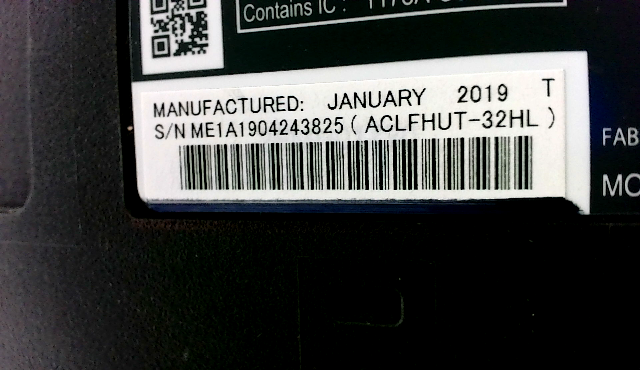 Contains IC :
MANUFACTURED: JANUARY 2019 T
S/N ME1A1904243825 ( ACLFHUT-32HL )
FAB
MO